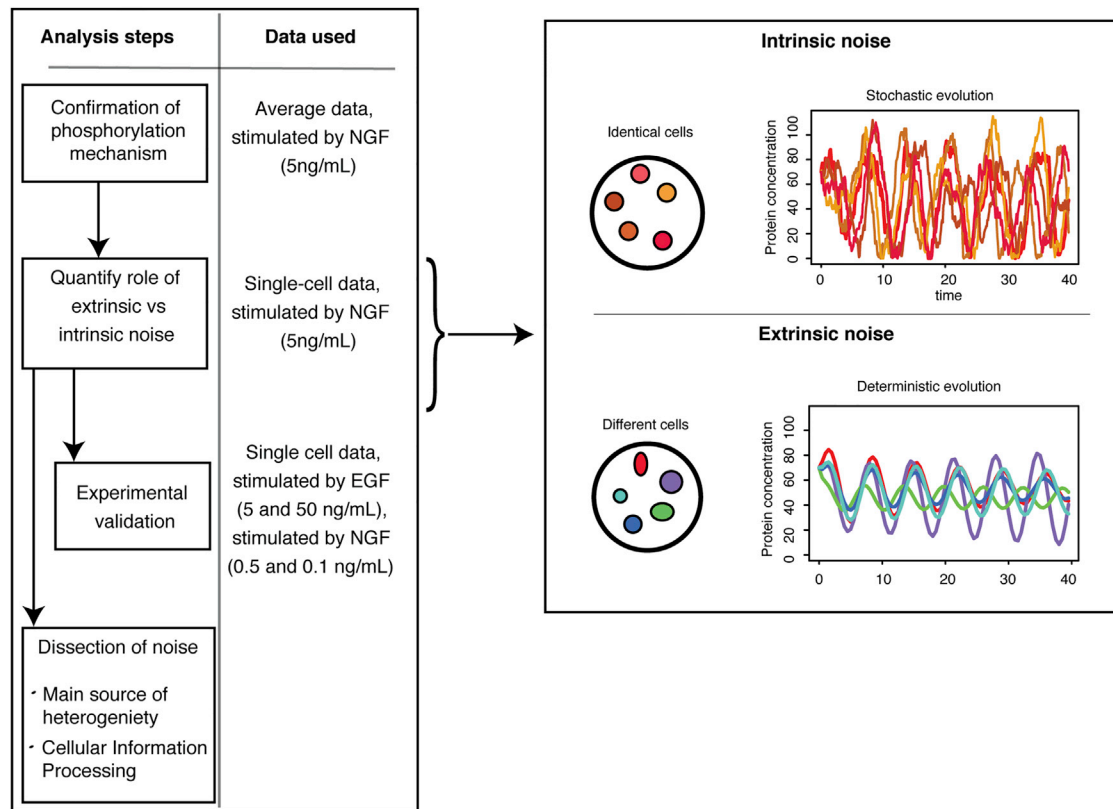 Analysis steps
Data used
Confirmation of
phosphorylation
mechanism
Average data,
stimulated by NGF
(5ng/mL)
Quantify role of
extrinsic vs
intrinsic noise
Single-cell data,
stimulated by NGF
(5ng/mL)
Experimental
validation
Single cell data,
stimulated by EGF
(5 and 50 ng/mL),
stimulated by NGF
(0.5 and 0.1 ng/mL)
Dissection of noise
· Main source of
heterogeniety
· Cellular Information
Processing
Intrinsic noise
Identical cells
Stochastic evolution
Protein concentration
0 20 40 60 80 100
0 10 20 30 40
time
Extrinsic noise
Different cells
Deterministic evolution
Protein concentration
0 20 40 60 80 100
0 10 20 30 40